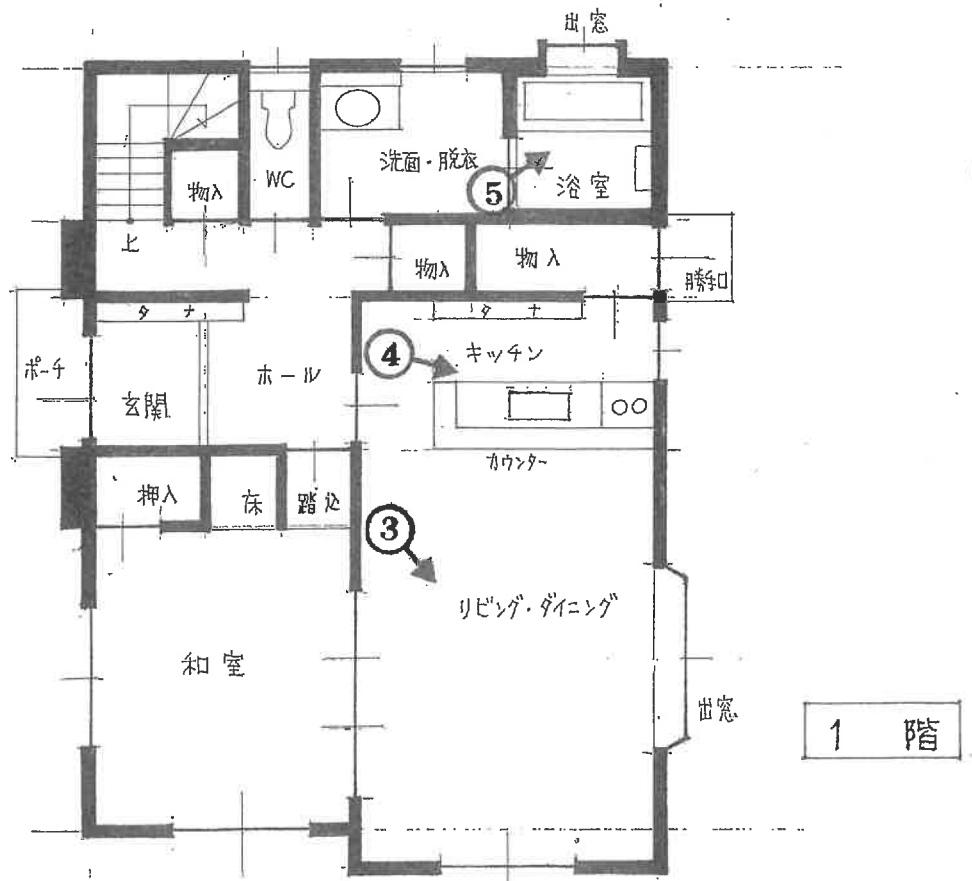 出窓
洗面・脱衣
WC
物入
⑤
浴室
上
物入
物入
勝手口
タ ナ
タ ナ
ポーチ
④
キッチン
ホール
玄関
カウンター
押入
床
踏込
③
リビング・ダイニング
和室
出窓
1 階